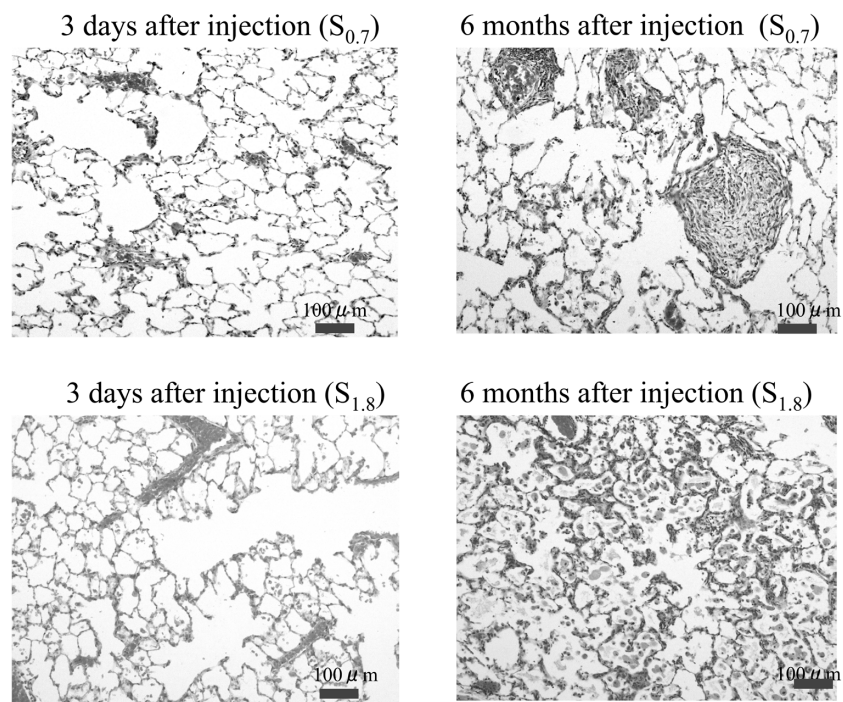 3 days after injection (S0.7)
6 months after injection (S0.7)
100 μm
100 μm
3 days after injection (S1.8)
6 months after injection (S1.8)
100 μm
100 μm